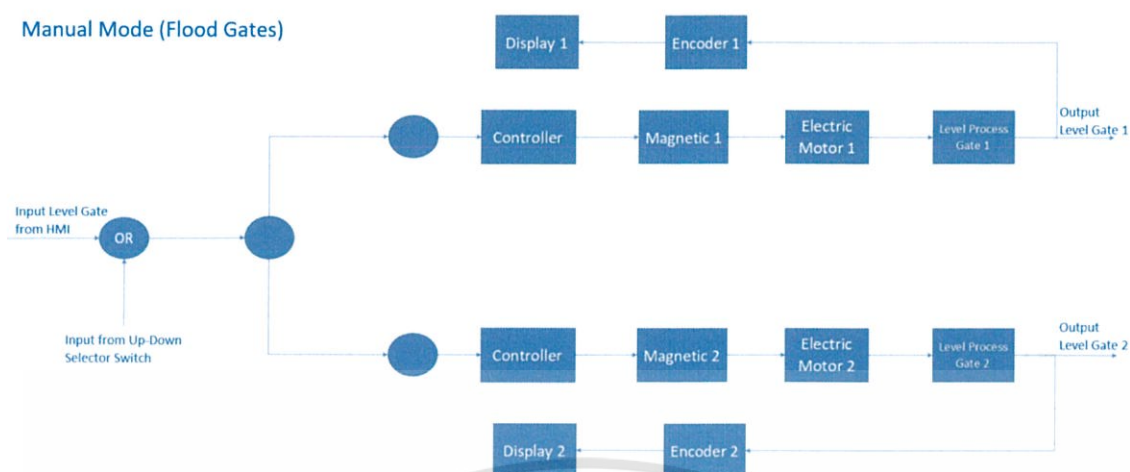 Manual Mode (Flood Gates)
Display 1
Encoder 1
Controller
Magnetic 1
Electric
Motor 1
Level Process
Gate 1
Output
Level Gate 1
Input Level Gate
from HMI
OR
Input from Up-Down
Selector Switch
Controller
Magnetic 2
Electric
Motor 2
Level Process
Gate 2
Output
Level Gate 2
Display 2
Encoder 2